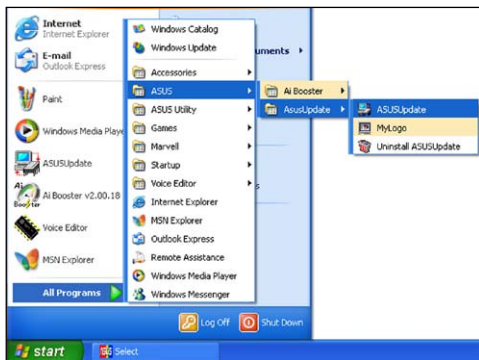 Internet
Internet Explorer
E-mail
Outlook Express
Paint
Windows Media Playe
ASUSUpdate
Ai Booster v2.00.18
Voice Editor
MSN Explorer
All Programs
Windows Catalog
Windows Update
Accessories
ASUS
ASUS Utility
Games
Marvell
Startup
Voice Editor
Internet Explorer
MSN Explorer
Outlook Express
Remote Assistance
Windows Media Player
Windows Messenger
uments
s
Ai Booster
AsusUpdate
ASUSUpdate
MyLogo
Uninstall ASUSUpdate
Log Off
Shut Down
start
Select